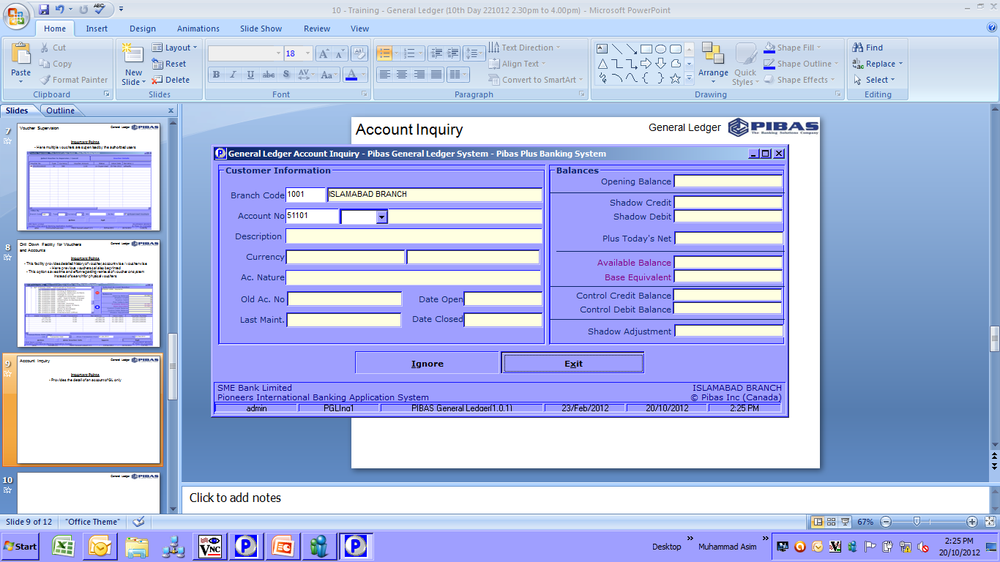 10 - Training - General Ledger (10th Day 221012 2.30pm to 4.00pm) - Microsoft PowerPoint
Home Insert Design Animations Slide Show Review View
Paste
Cut
Copy
Format Painter
Clipboard
New Slide
Layout
Reset
Delete
Slides
18
B I U abc S AV Aa A
Font
Text Direction
Align Text
Convert to SmartArt
Paragraph
Arrange
Quick Styles
Shape Fill
Shape Outline
Shape Effects
Drawing
Find
Replace
Select
Editing
Slides Outline x
7
Voucher Supervision General Ledger PIBAS
Important Points
- Here multiple vouchers are supervised by the authorized users
8
Drill Down Facility for Vouchers and Accounts General Ledger PIBAS
Important Points
- This facility provides detailed history of voucher, account wise / voucher wise
- Here previous vouchers can also be printed
- This option saves time and effort regarding retrieval of voucher on system instead of search for physical vouchers
9
Account Inquiry General Ledger PIBAS
Important Points
- Provides the detail of an account of GL only
10
General Ledger PIBAS
Account Inquiry
General Ledger PIBAS
The Banking Solutions Company
General Ledger Account Inquiry - Pibas General Ledger System - Pibas Plus Banking System
Customer Information
Branch Code 1001 ISLAMABAD BRANCH
Account No 51101
Description
Currency
Ac. Nature
Old Ac. No Date Open
Last Maint. Date Closed
Balances
Opening Balance
Shadow Credit
Shadow Debit
Plus Today's Net
Available Balance
Base Equivalent
Control Credit Balance
Control Debit Balance
Shadow Adjustment
Ignore Exit
SME Bank Limited ISLAMABAD BRANCH
Pioneers International Banking Application System © Pibas Inc (Canada)
admin PGLInq1 PIBAS General Ledger(1.0.1) 23/Feb/2012 20/10/2012 2:25 PM
Click to add notes
Slide 9 of 12 "Office Theme" 67%
Start VNC Desktop » Muhammad Asim » 2:25 PM
20/10/2012